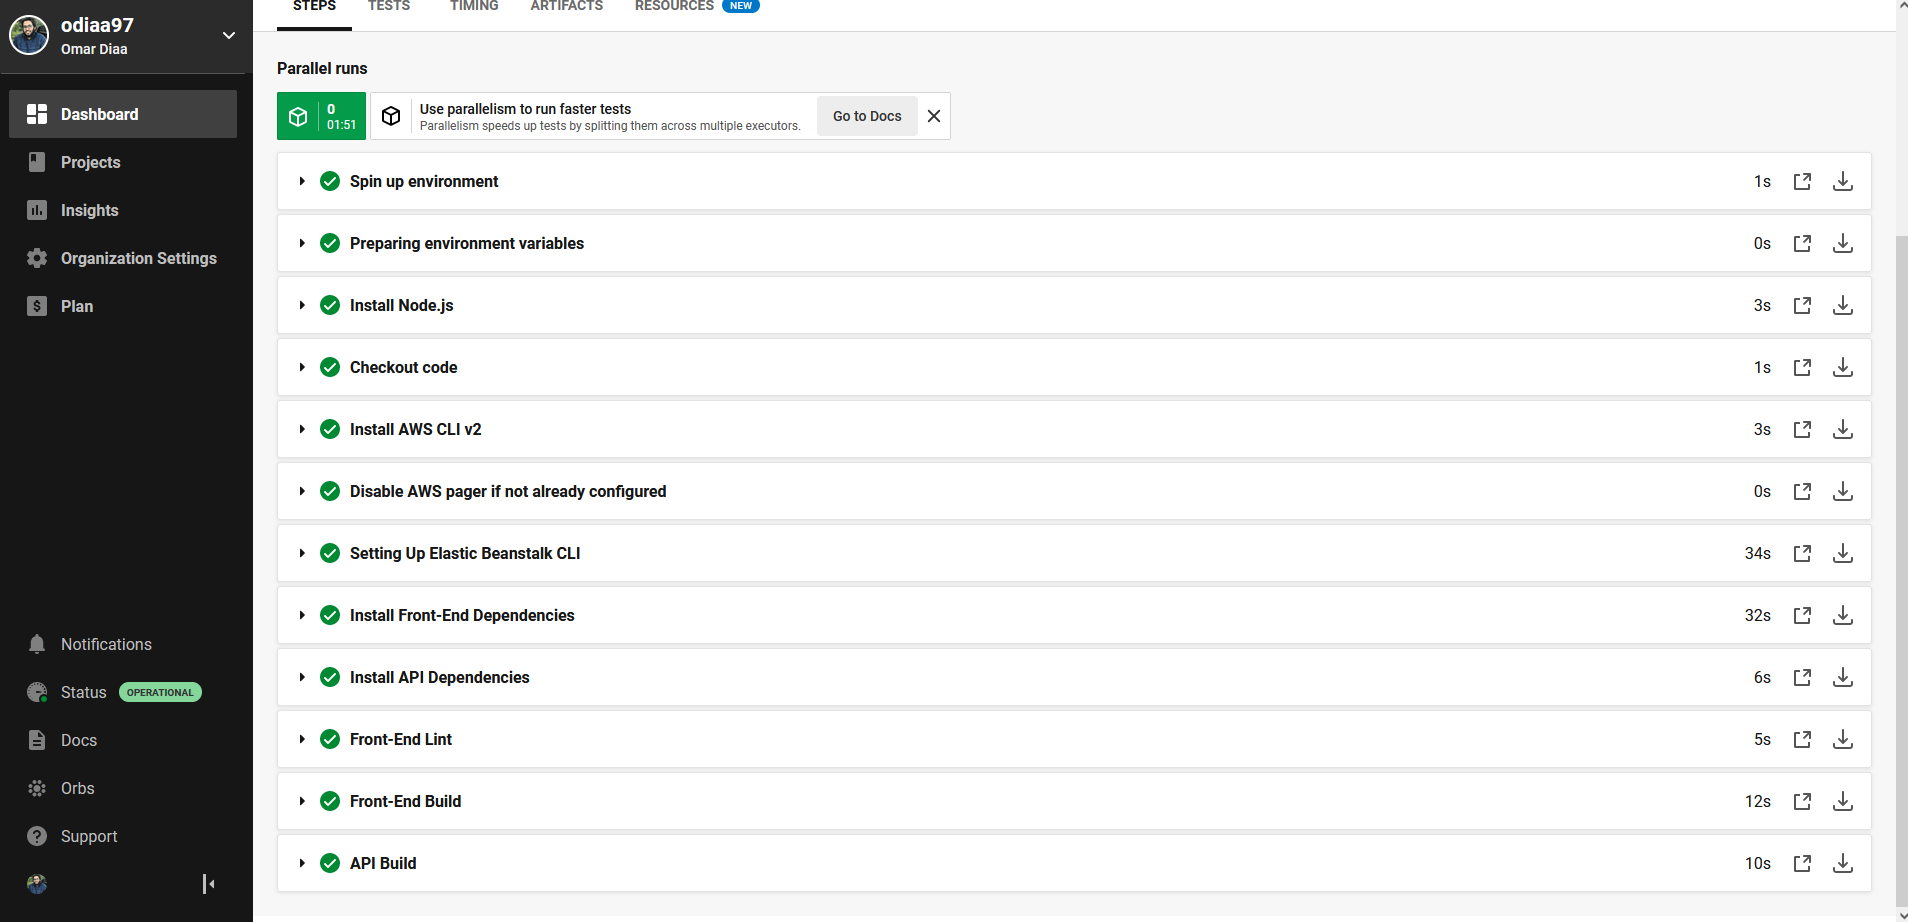 odiaa97
Omar Diaa
Dashboard
Projects
Insights
Organization Settings
Plan
Notifications
Status OPERATIONAL
Docs
Orbs
Support
STEPS TESTS TIMING ARTIFACTS RESOURCES NEW
Parallel runs
0
01:51
Use parallelism to run faster tests
Parallelism speeds up tests by splitting them across multiple executors.
Go to Docs
Spin up environment 1s
Preparing environment variables 0s
Install Node.js 3s
Checkout code 1s
Install AWS CLI v2 3s
Disable AWS pager if not already configured 0s
Setting Up Elastic Beanstalk CLI 34s
Install Front-End Dependencies 32s
Install API Dependencies 6s
Front-End Lint 5s
Front-End Build 12s
API Build 10s